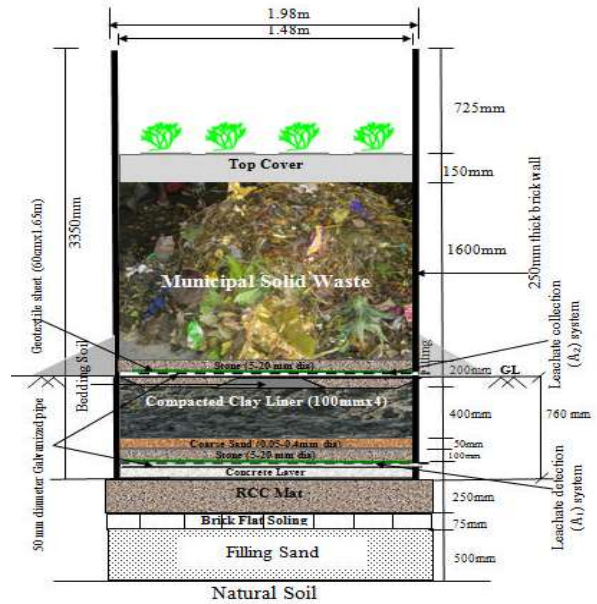 1.98m
1.48m
725mm
Top Cover
150mm
3350mm
Geotextile sheet (60mmx1.65m)
Municipal Solid Waste
1600mm
250mm thick brick wall
Stone (5-20 mm dia)
Bedding Soil
Filling
200mm
GL
Leachate collection
(A₂) system
Compacted Clay Liner (100mmx4)
400mm
760 mm
Coarse Sand (0.05-0.4mm dia)
50mm
Stone (5-20 mm dia)
100mm
50 mm diameter Galvanized pipe
Concrete Layer
Leachate detection
(A₁) system
RCC Mat
250mm
Brick Flat Soling
75mm
Filling Sand
500mm
Natural Soil